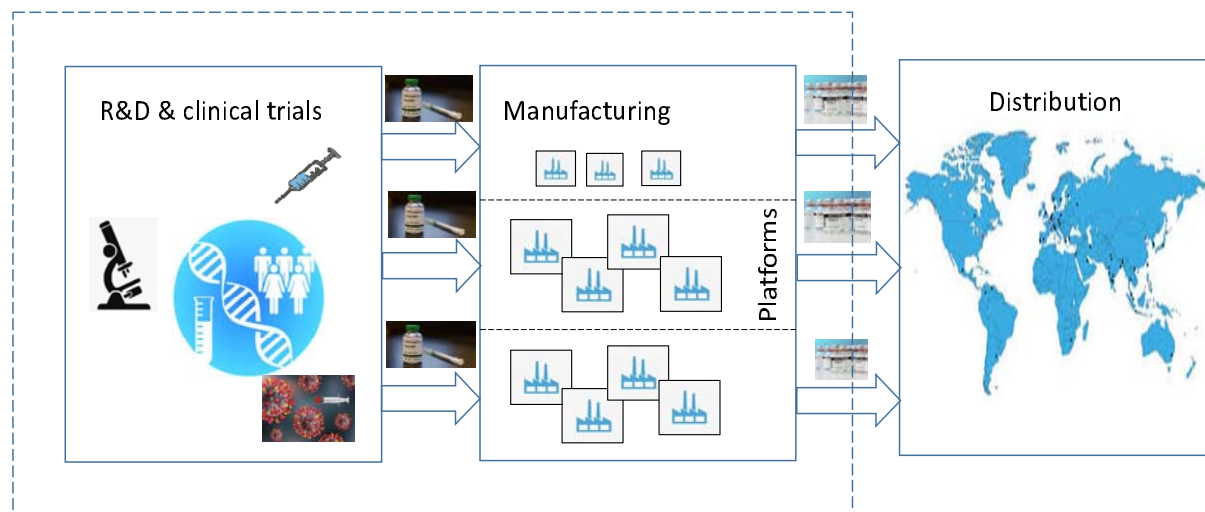 R&D & clinical trials
Manufacturing
Distribution
Platforms